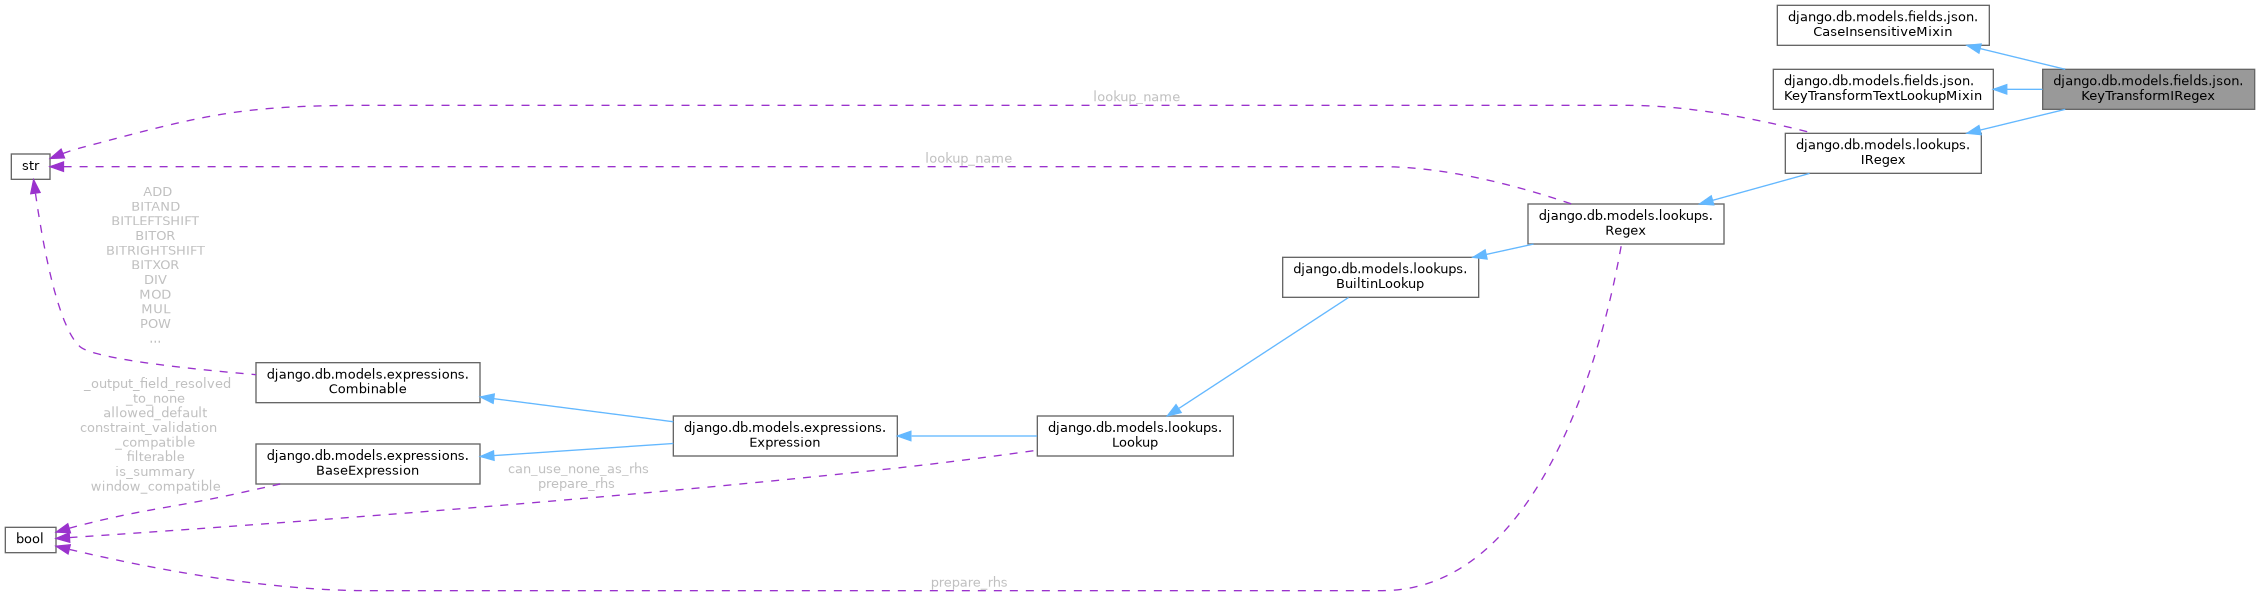 django.db.models.fields.json.
CaseInsensitiveMixin
django.db.models.fields.json.
KeyTransformTextLookupMixin
django.db.models.fields.json.
KeyTransformIRegex
lookup_name
django.db.models.lookups.
IRegex
str
lookup_name
ADD
BITAND
BITLEFTSHIFT
BITOR
BITRIGHTSHIFT
BITXOR
DIV
MOD
MUL
POW
...
django.db.models.lookups.
Regex
django.db.models.lookups.
BuiltinLookup
django.db.models.expressions.
Combinable
_output_field_resolved
_to_none
allowed_default
constraint_validation
_compatible
filterable
is_summary
window_compatible
django.db.models.expressions.
BaseExpression
django.db.models.expressions.
Expression
django.db.models.lookups.
Lookup
can_use_none_as_rhs
prepare_rhs
bool
prepare_rhs